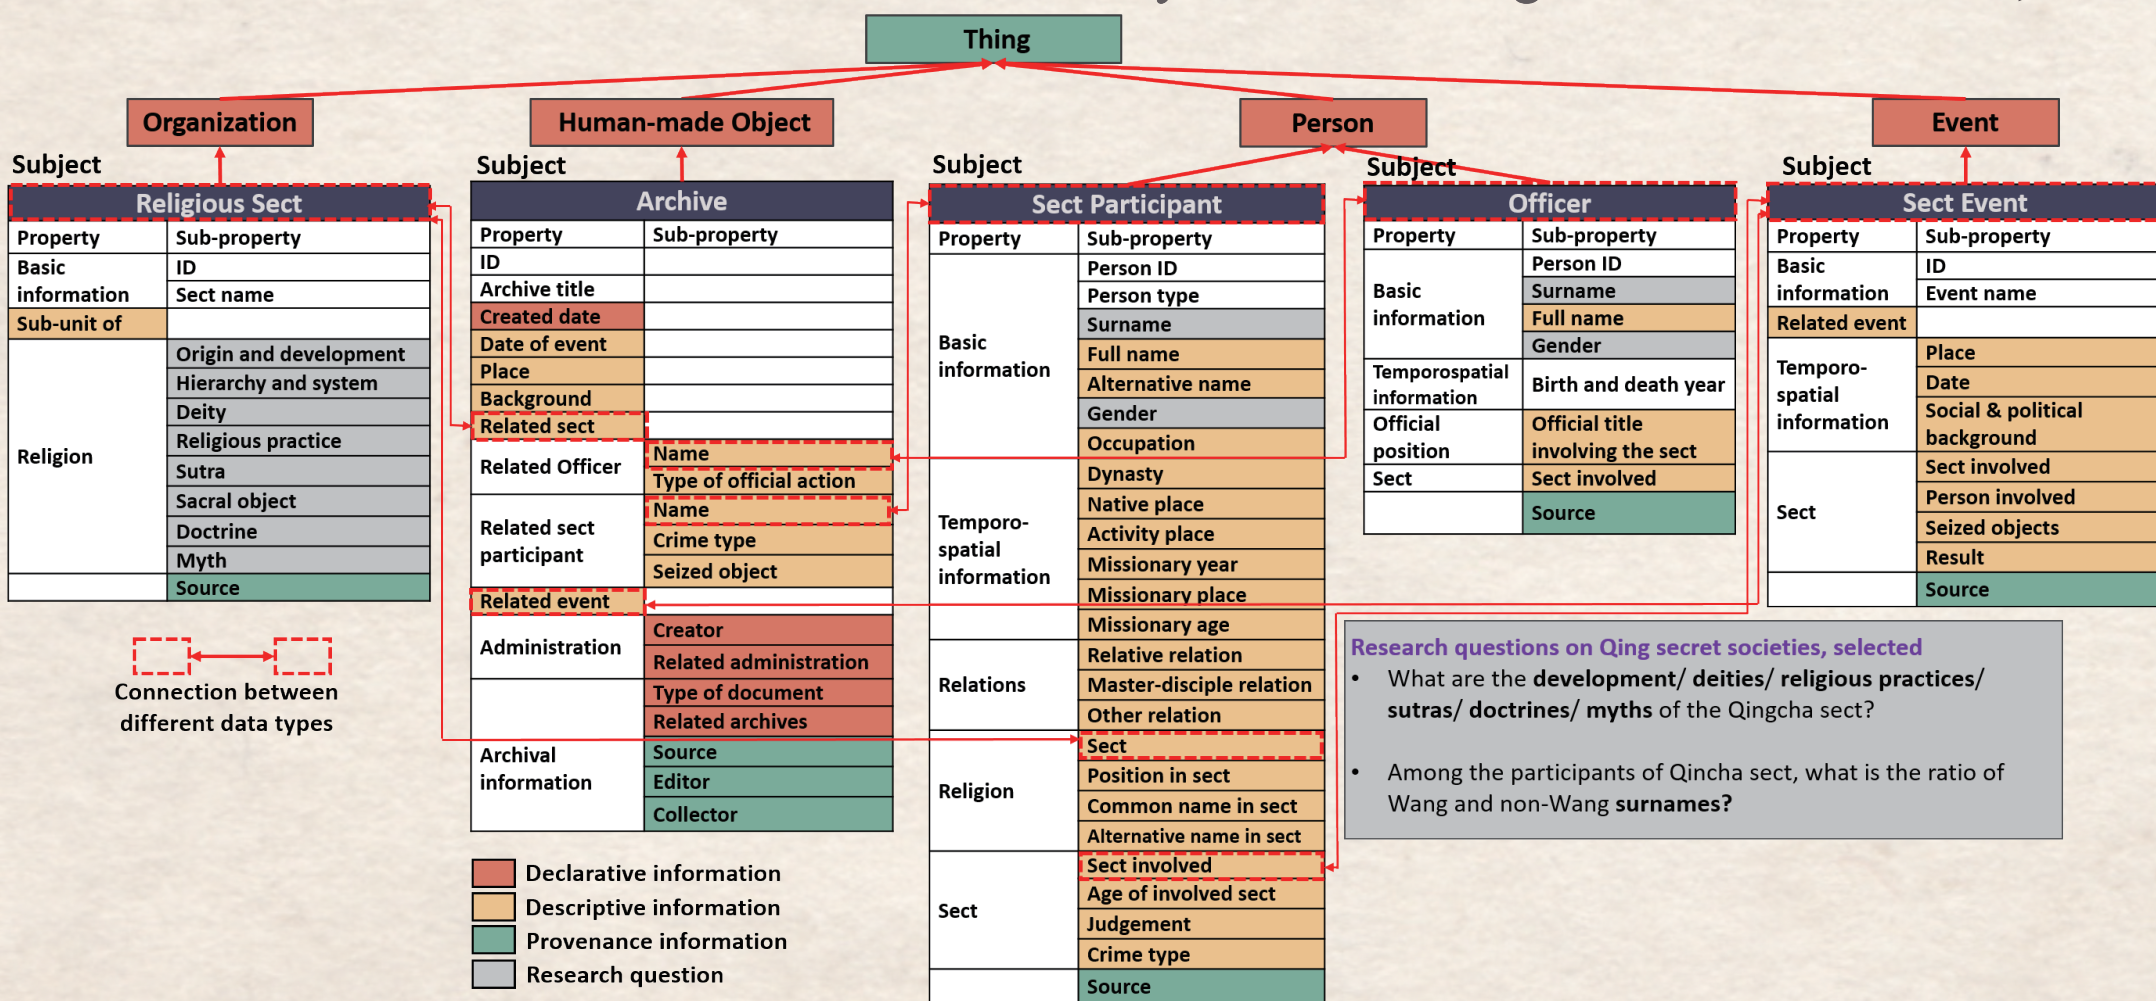 Thing
Organization
Human-made Object
Person
Event
Subject
Religious Sect
Property Sub-property
Basic information
ID
Sect name
Sub-unit of
Religion
Origin and development
Hierarchy and system
Deity
Religious practice
Sutra
Sacral object
Doctrine
Myth
Source
Connection between
different data types
Subject
Archive
Property Sub-property
ID
Archive title
Created date
Date of event
Place
Background
Related sect
Related Officer
Name
Type of official action
Related sect
participant
Name
Crime type
Seized object
Related event
Administration
Creator
Related administration
Archival
information
Type of document
Related archives
Source
Editor
Collector
Declarative information
Descriptive information
Provenance information
Research question
Subject
Sect Participant
Property Sub-property
Basic
information
Person ID
Person type
Surname
Full name
Alternative name
Gender
Occupation
Temporo-
spatial
information
Dynasty
Native place
Activity place
Missionary year
Missionary place
Missionary age
Relations
Relative relation
Master-disciple relation
Other relation
Religion
Sect
Position in sect
Common name in sect
Alternative name in sect
Sect
Sect involved
Age of involved sect
Judgement
Crime type
Source
Subject
Officer
Property Sub-property
Basic
information
Person ID
Surname
Full name
Gender
Temporospatial
information
Birth and death year
Official
position
Official title
involving the sect
Sect Sect involved
Source
Subject
Sect Event
Property Sub-property
Basic
information
ID
Event name
Related event
Temporo-
spatial
information
Place
Date
Social & political
background
Sect
Sect involved
Person involved
Seized objects
Result
Source
Research questions on Qing secret societies, selected
• What are the development/ deities/ religious practices/
sutras/ doctrines/ myths of the Qingcha sect?
• Among the participants of Qincha sect, what is the ratio of
Wang and non-Wang surnames?